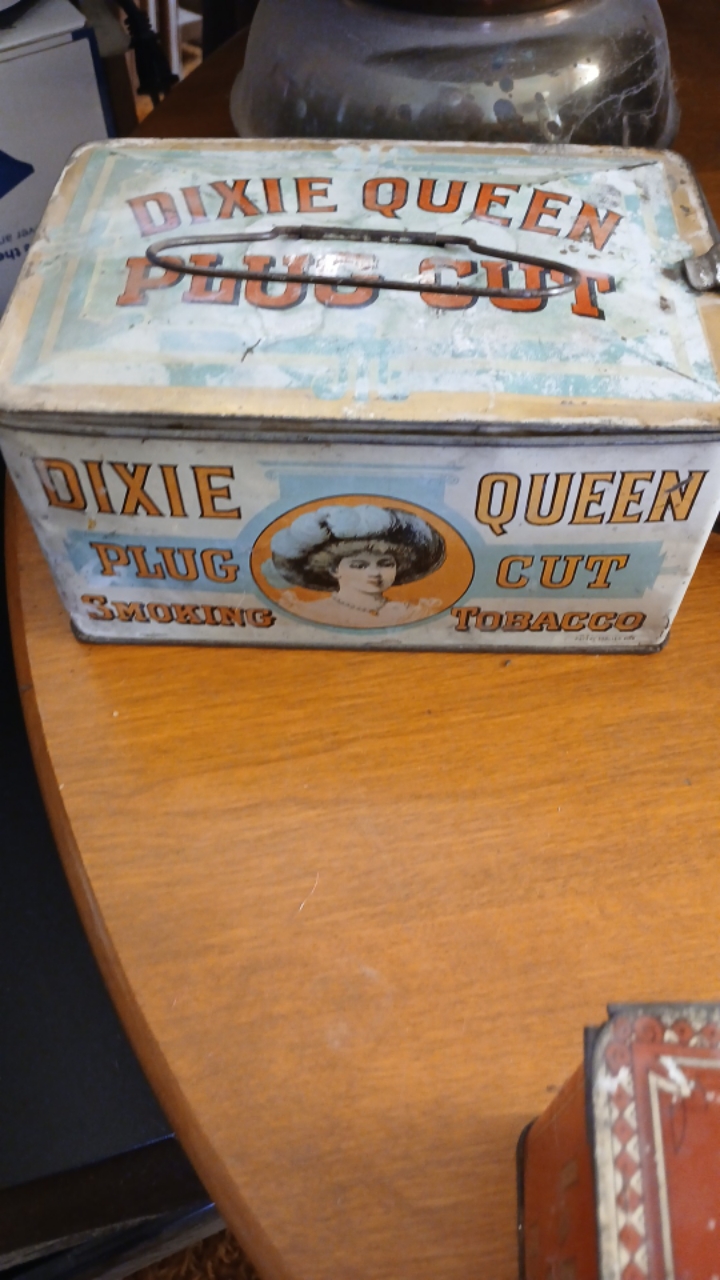 DIXIE QUEEN
PLUG CUT
DIXIE QUEEN
PLUG CUT
SMOKING TOBACCO